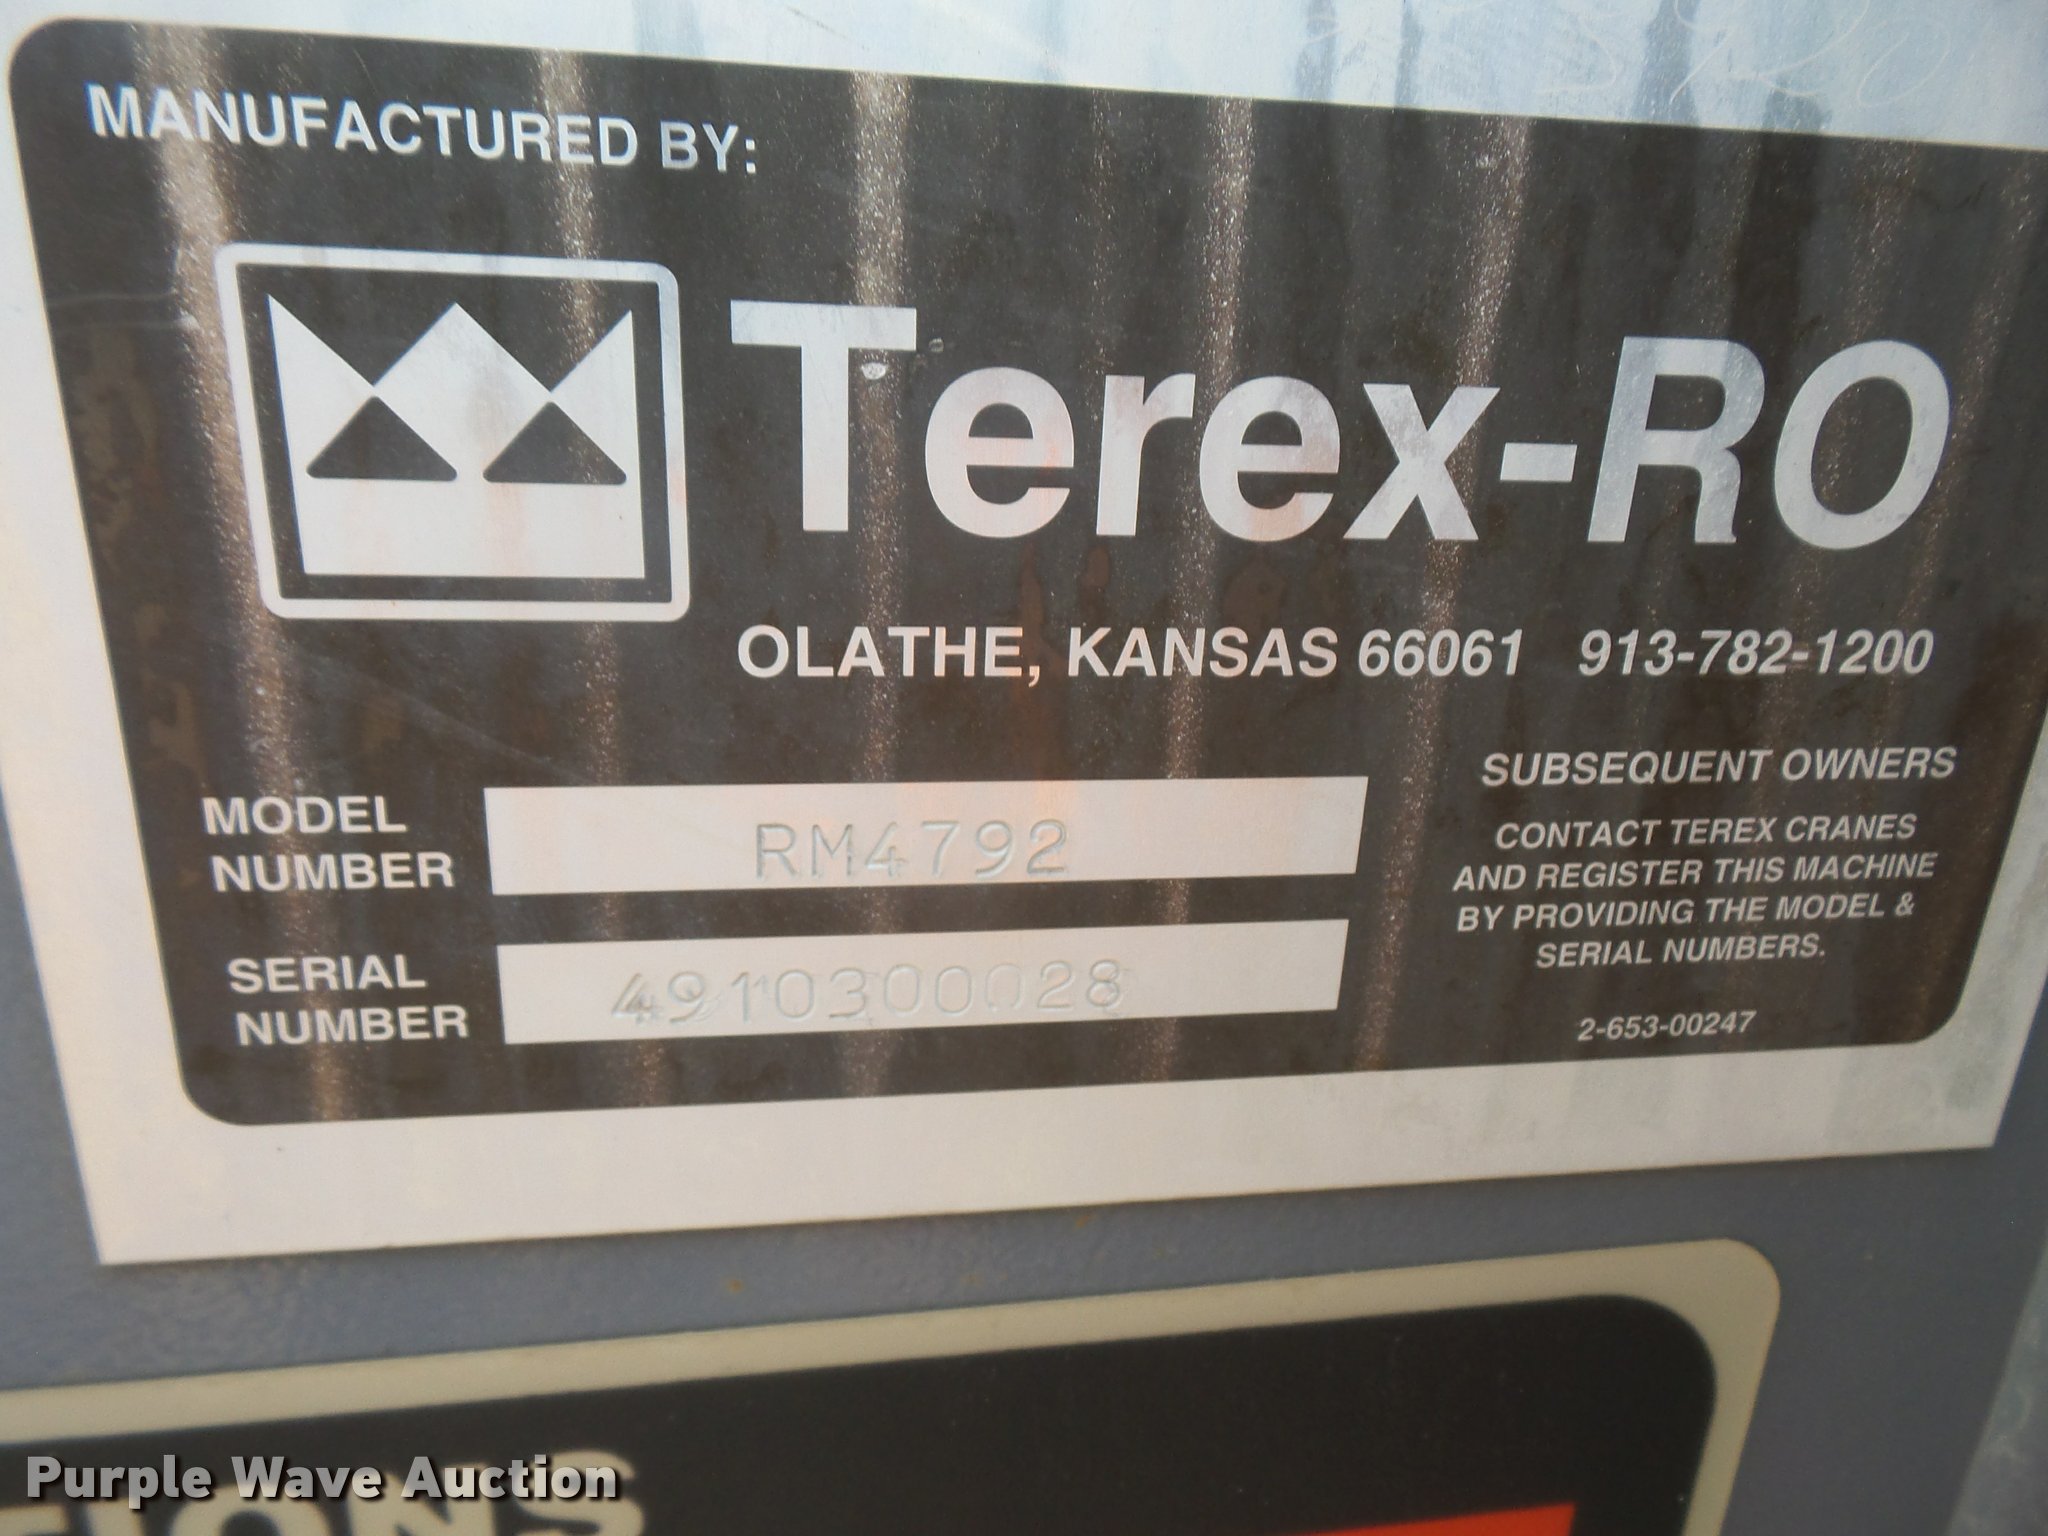 MANUFACTURED BY:
Terex-RO
OLATHE, KANSAS 66061 913-782-1200
MODEL
NUMBER
RM4792
SERIAL
NUMBER
4910300028
SUBSEQUENT OWNERS
CONTACT TEREX CRANES
AND REGISTER THIS MACHINE
BY PROVIDING THE MODEL &
SERIAL NUMBERS.
2-653-00247
Purple Wave Auction